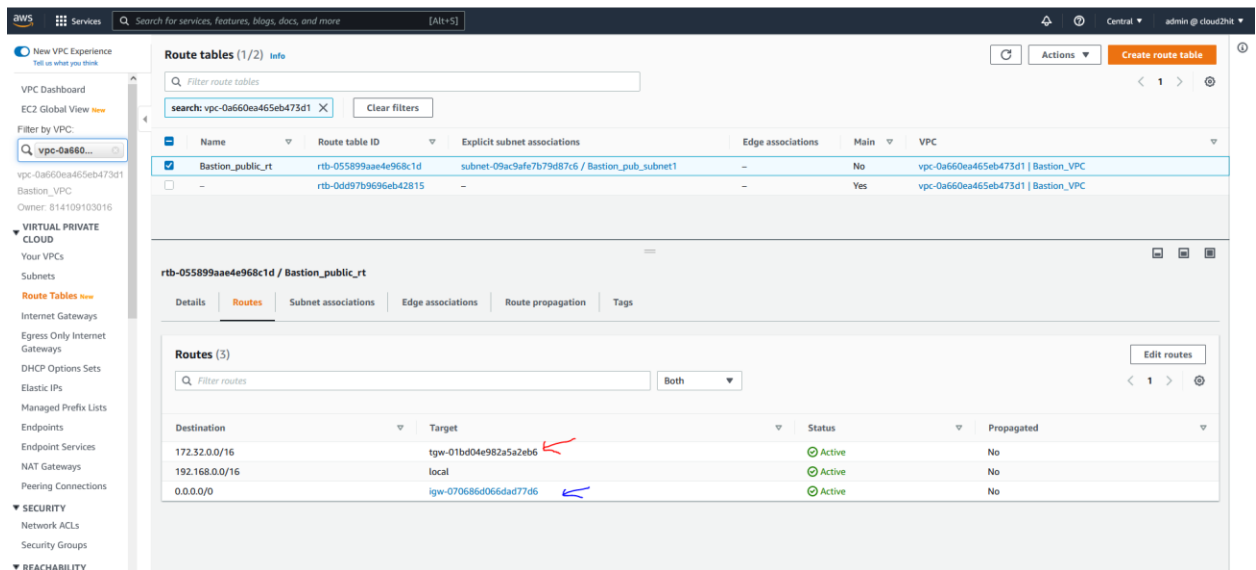 aws Services Search for services, features, blogs, docs, and more [Alt+S] Central ▼ admin @ cloud2hit ▼
New VPC Experience
Tell us what you think
VPC Dashboard
EC2 Global View New
Filter by VPC:
vpc-0a660...
vpc-0a660ea465eb473d1
Bastion_VPC
Owner: 814109103016
VIRTUAL PRIVATE
CLOUD
Your VPCs
Subnets
Route Tables New
Internet Gateways
Egress Only Internet
Gateways
DHCP Options Sets
Elastic IPs
Managed Prefix Lists
Endpoints
Endpoint Services
NAT Gateways
Peering Connections
SECURITY
Network ACLs
Security Groups
REACHABILITY
Route tables (1/2) Info
Actions ▼ Create route table
Filter route tables
< 1 >
search: vpc-0a660ea465eb473d1 X Clear filters
Name Route table ID Explicit subnet associations Edge associations Main VPC
Bastion_public_rt rtb-055899aae4e968c1d subnet-09ac9afe7b79d87c6 / Bastion_pub_subnet1 – No vpc-0a660ea465eb473d1 | Bastion_VPC
– rtb-0dd97b9696eb42815 – – Yes vpc-0a660ea465eb473d1 | Bastion_VPC
rtb-055899aae4e968c1d / Bastion_public_rt
Details Routes Subnet associations Edge associations Route propagation Tags
Routes (3) Edit routes
Filter routes Both ▼ < 1 >
Destination Target Status Propagated
172.32.0.0/16 tgw-01bd04e982a5a2eb6 Active No
192.168.0.0/16 local Active No
0.0.0.0/0 igw-070686d066dad77d6 Active No